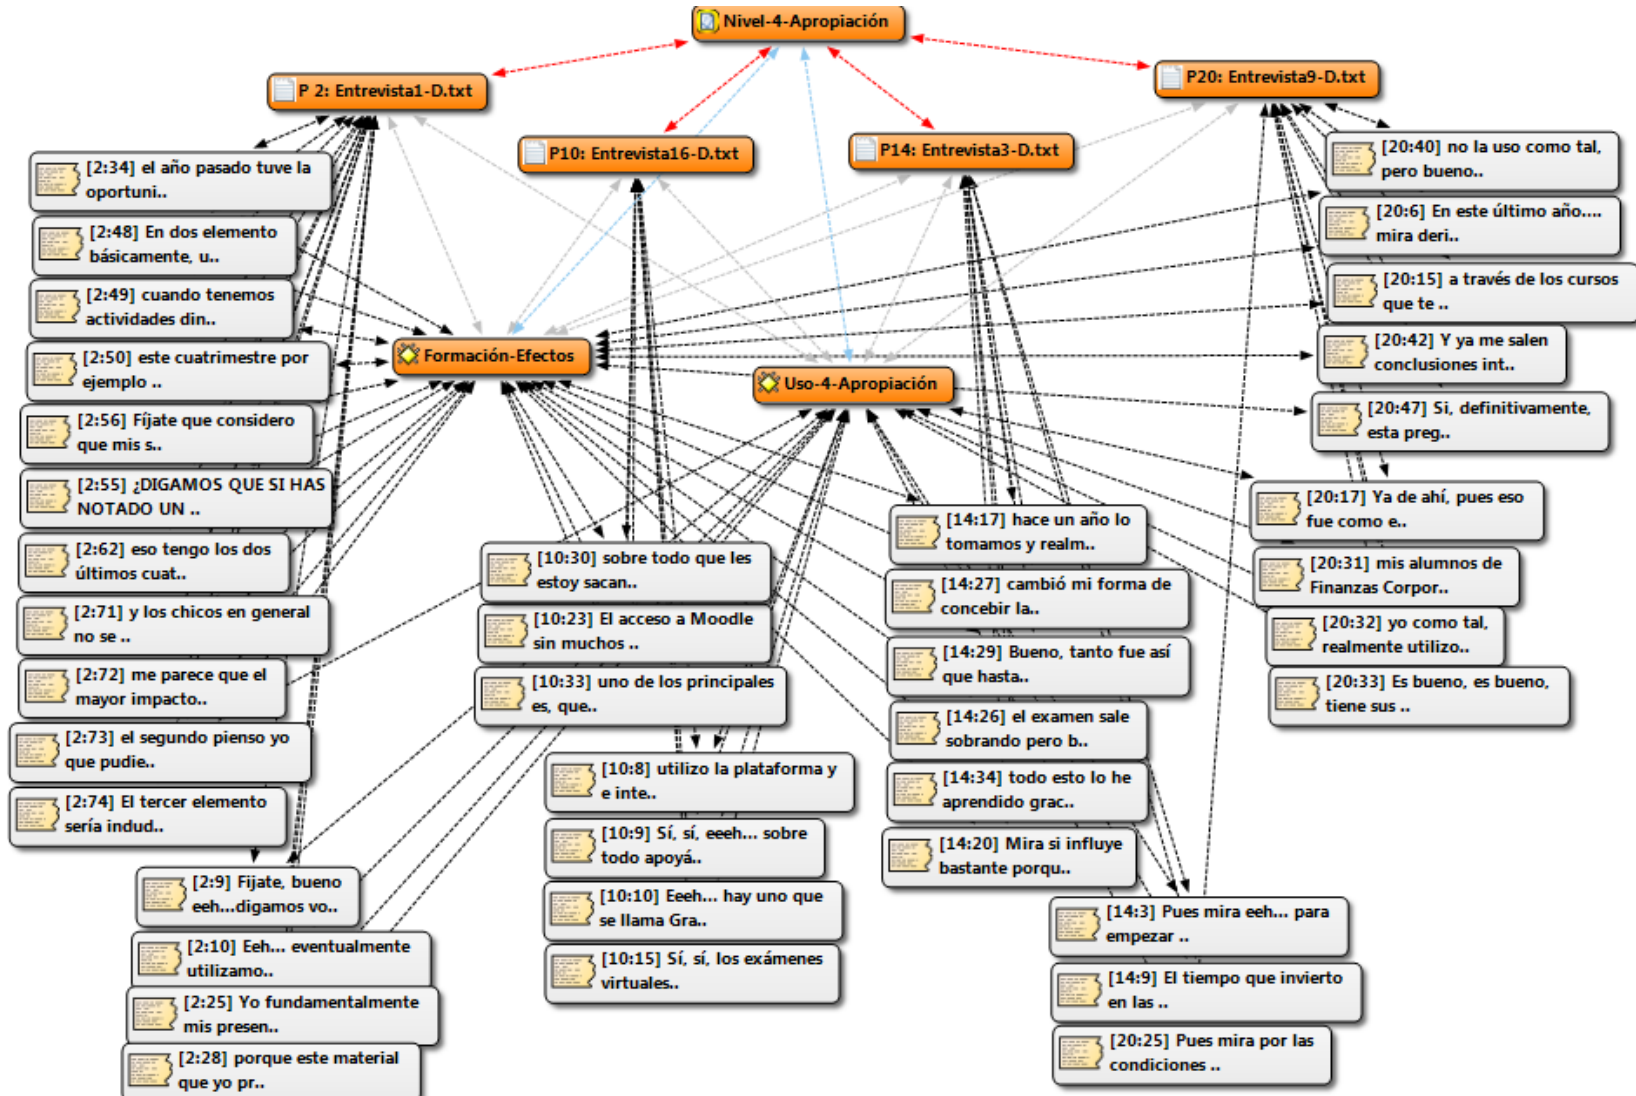 Nivel-4-Apropiación
P 2: Entrevista1-D.txt
P20: Entrevista9-D.txt
P10: Entrevista16-D.txt
P14: Entrevista3-D.txt
[2:34] el año pasado tuve la
oportuni..
[2:48] En dos elemento
básicamente, u..
[2:49] cuando tenemos
actividades din..
[2:50] este cuatrimestre por
ejemplo ..
[2:56] Fíjate que considero
que mis s..
[2:55] ¿DIGAMOS QUE SI HAS
NOTADO UN ..
[2:62] eso tengo los dos
últimos cuat..
[2:71] y los chicos en general
no se ..
[2:72] me parece que el
mayor impacto..
[2:73] el segundo pienso yo
que pudie..
[2:74] El tercer elemento
sería indud..
[2:9] Fijate, bueno
eeh...digamos vo..
[2:10] Eeh... eventualmente
utilizamo..
[2:25] Yo fundamentalmente
mis presen..
[2:28] porque este material
que yo pr..
Formación-Efectos
Uso-4-Apropiación
[10:30] sobre todo que les
estoy sacan..
[10:23] El acceso a Moodle
sin muchos ..
[10:33] uno de los principales
es, que..
[10:8] utilizo la plataforma y
e inte..
[10:9] Sí, sí, eeeh... sobre
todo apoyá..
[10:10] Eeeh... hay uno que
se llama Gra..
[10:15] Sí, sí, los exámenes
virtuales..
[14:17] hace un año lo
tomamos y realm..
[14:27] cambió mi forma de
concebir la..
[14:29] Bueno, tanto fue así
que hasta..
[14:26] el examen sale
sobrando pero b..
[14:34] todo esto lo he
aprendido grac..
[14:20] Mira si influye
bastante porqu..
[14:3] Pues mira eeh... para
empezar ..
[14:9] El tiempo que invierto
en las ..
[20:25] Pues mira por las
condiciones ..
[20:40] no la uso como tal,
pero bueno..
[20:6] En este último año....
mira deri..
[20:15] a través de los cursos
que te ..
[20:42] Y ya me salen
conclusiones int..
[20:47] Si, definitivamente,
esta preg..
[20:17] Ya de ahí, pues eso
fue como e..
[20:31] mis alumnos de
Finanzas Corpor..
[20:32] yo como tal,
realmente utilizo..
[20:33] Es bueno, es bueno,
tiene sus ..